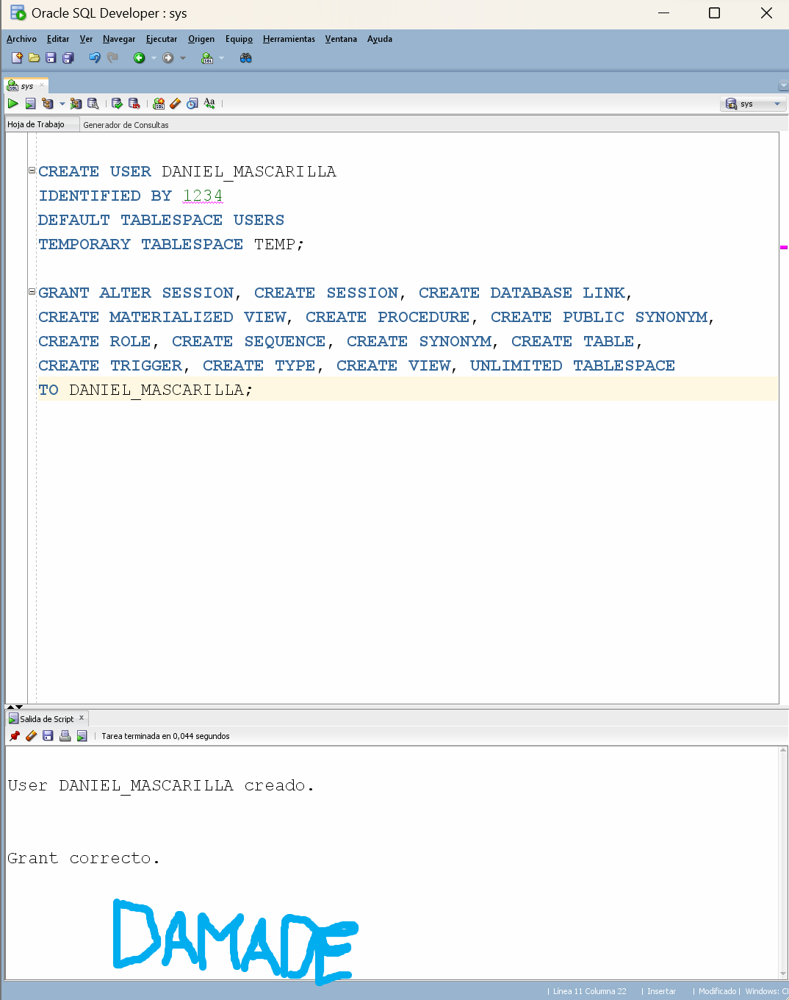 Oracle SQL Developer : sys
Archivo Editar Ver Navegar Ejecutar Origen Equipo Herramientas Ventana Ayuda
sys
sys
Hoja de Trabajo Generador de Consultas
CREATE USER DANIEL_MASCARILLA
IDENTIFIED BY 1234
DEFAULT TABLESPACE USERS
TEMPORARY TABLESPACE TEMP;
GRANT ALTER SESSION, CREATE SESSION, CREATE DATABASE LINK,
CREATE MATERIALIZED VIEW, CREATE PROCEDURE, CREATE PUBLIC SYNONYM,
CREATE ROLE, CREATE SEQUENCE, CREATE SYNONYM, CREATE TABLE,
CREATE TRIGGER, CREATE TYPE, CREATE VIEW, UNLIMITED TABLESPACE
TO DANIEL_MASCARILLA;
Salida de Script
Tarea terminada en 0,044 segundos
User DANIEL_MASCARILLA creado.
Grant correcto.
DAMADE
Línea 11 Columna 22 | Insertar | Modificado | Windows: C